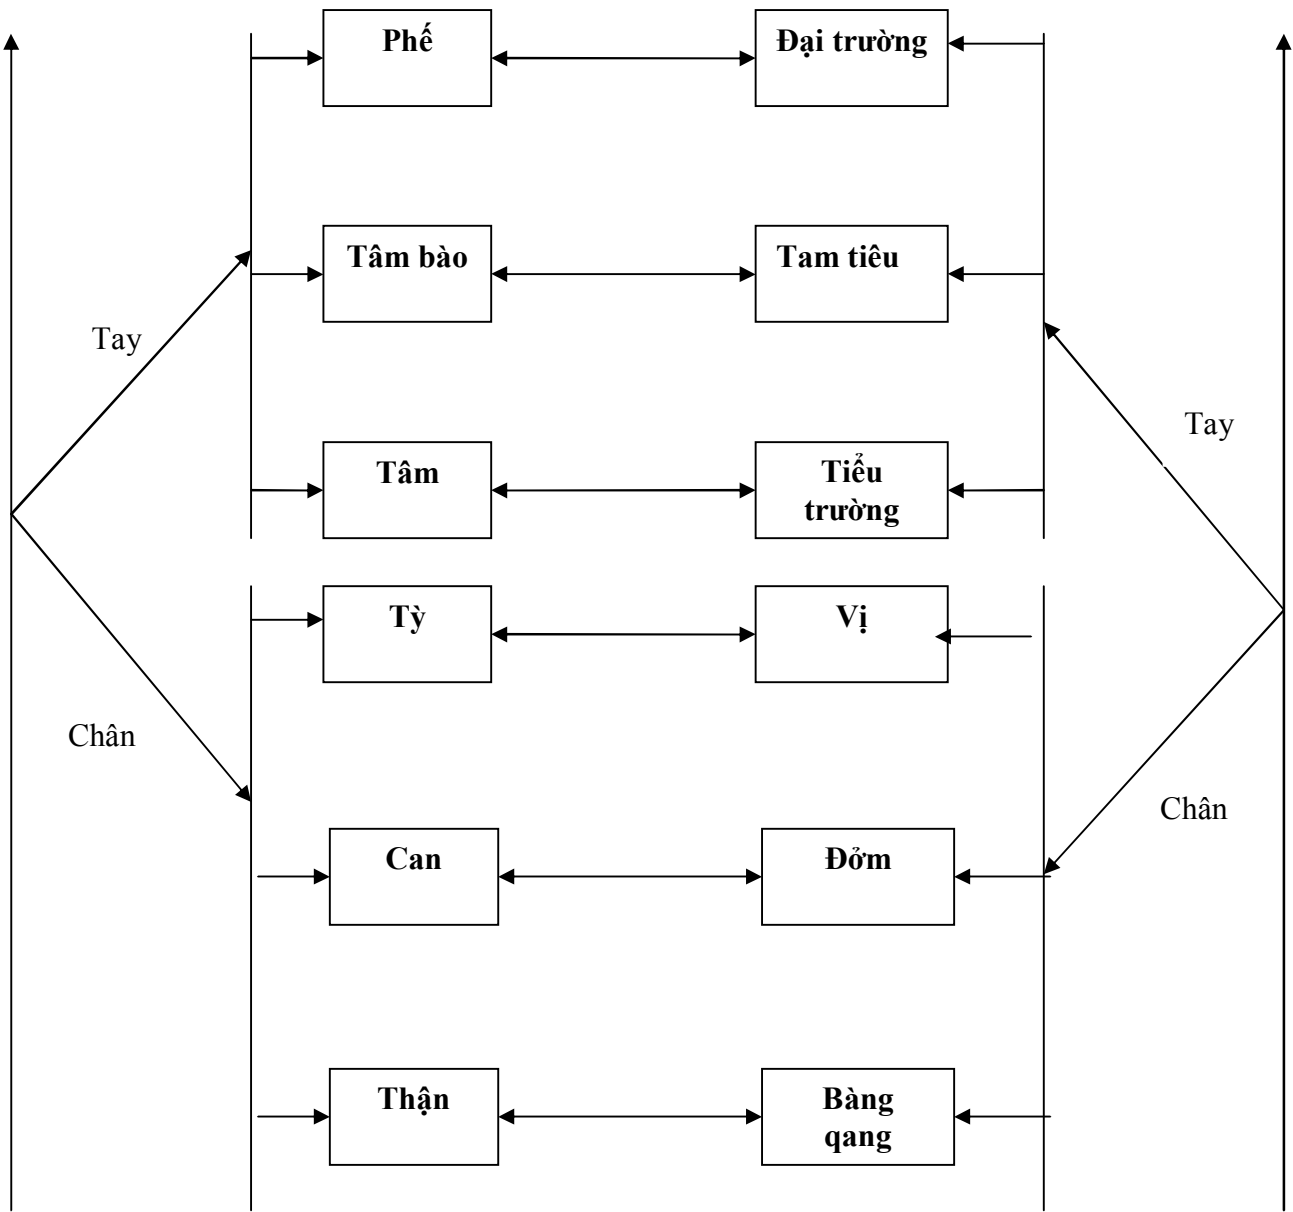 Phế
Đại trường
Tâm bào
Tam tiêu
Tay
Tay
Tâm
Tiểu
trường
Tỳ
Vị
Chân
Chân
Can
Đởm
Thận
Bàng
qang